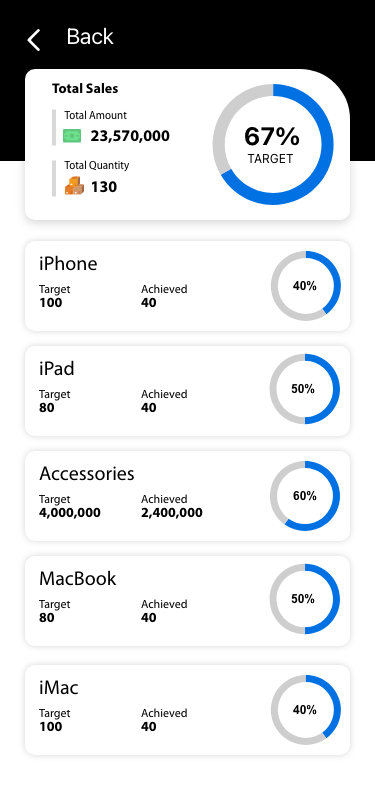 Back
Total Sales
Total Amount
23,570,000
Total Quantity
130
67%
TARGET
iPhone
Target Achieved
100 40
40%
iPad
Target Achieved
80 40
50%
Accessories
Target Achieved
4,000,000 2,400,000
60%
MacBook
Target Achieved
80 40
50%
iMac
Target Achieved
100 40
40%